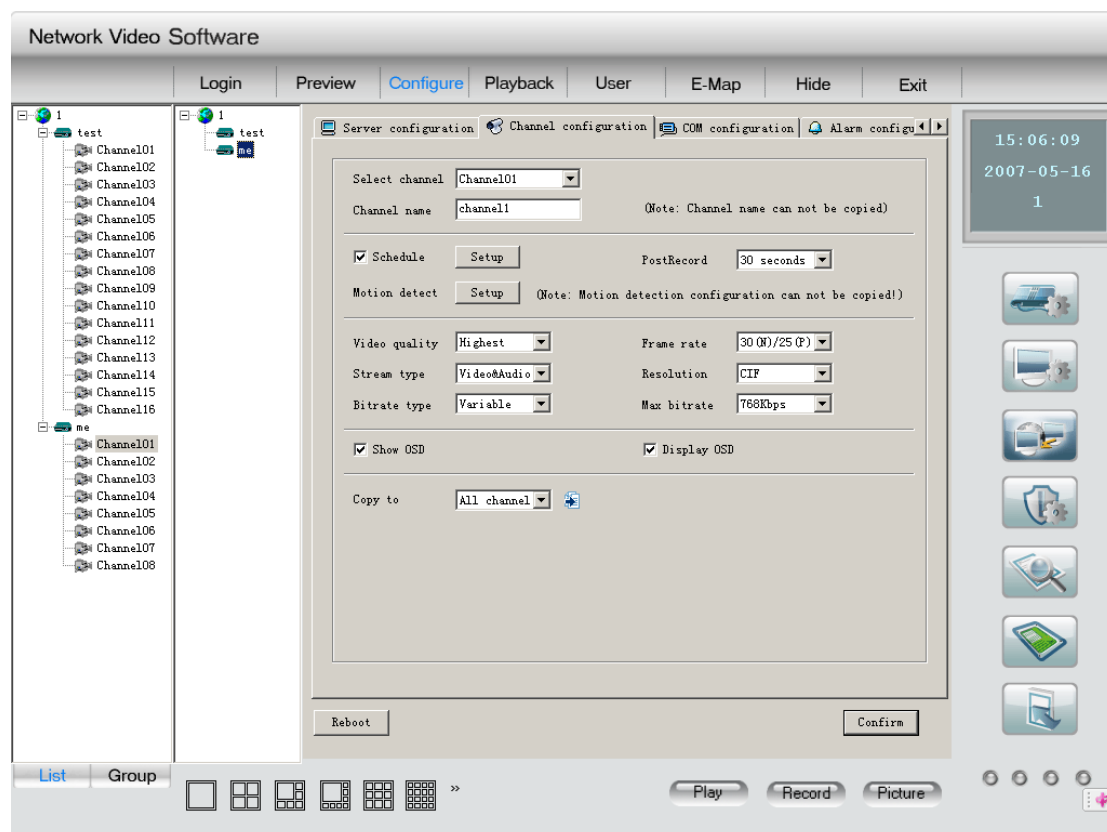 Network Video Software
Login Preview Configure Playback User E-Map Hide Exit
1
test
Channel01
Channel02
Channel03
Channel04
Channel05
Channel06
Channel07
Channel08
Channel09
Channel10
Channel11
Channel12
Channel13
Channel14
Channel15
Channel16
me
Channel01
Channel02
Channel03
Channel04
Channel05
Channel06
Channel07
Channel08
1
test
me
Server configuration Channel configuration COM configuration Alarm configu
Select channel Channel01
Channel name channel1 (Note: Channel name can not be copied)
Schedule Setup PostRecord 30 seconds
Motion detect Setup (Note: Motion detection configuration can not be copied!)
Video quality Highest Frame rate 30(N)/25(P)
Stream type Video&Audio Resolution CIF
Bitrate type Variable Max bitrate 768Kbps
Show OSD Display OSD
Copy to All channel
Reboot Confirm
15:06:09
2007-05-16
1
List Group
»
Play Record Picture